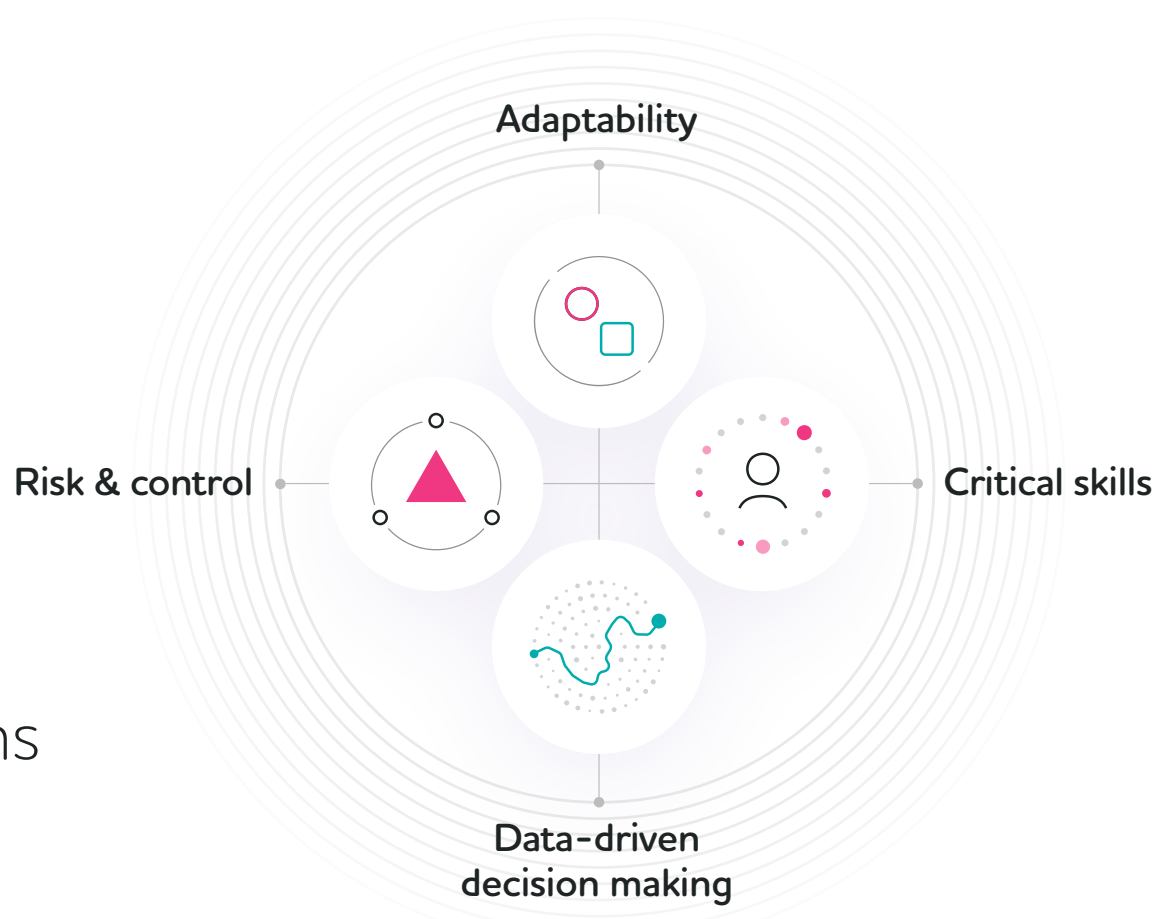 Adaptability
Risk & control
Critical skills
Data-driven
decision making